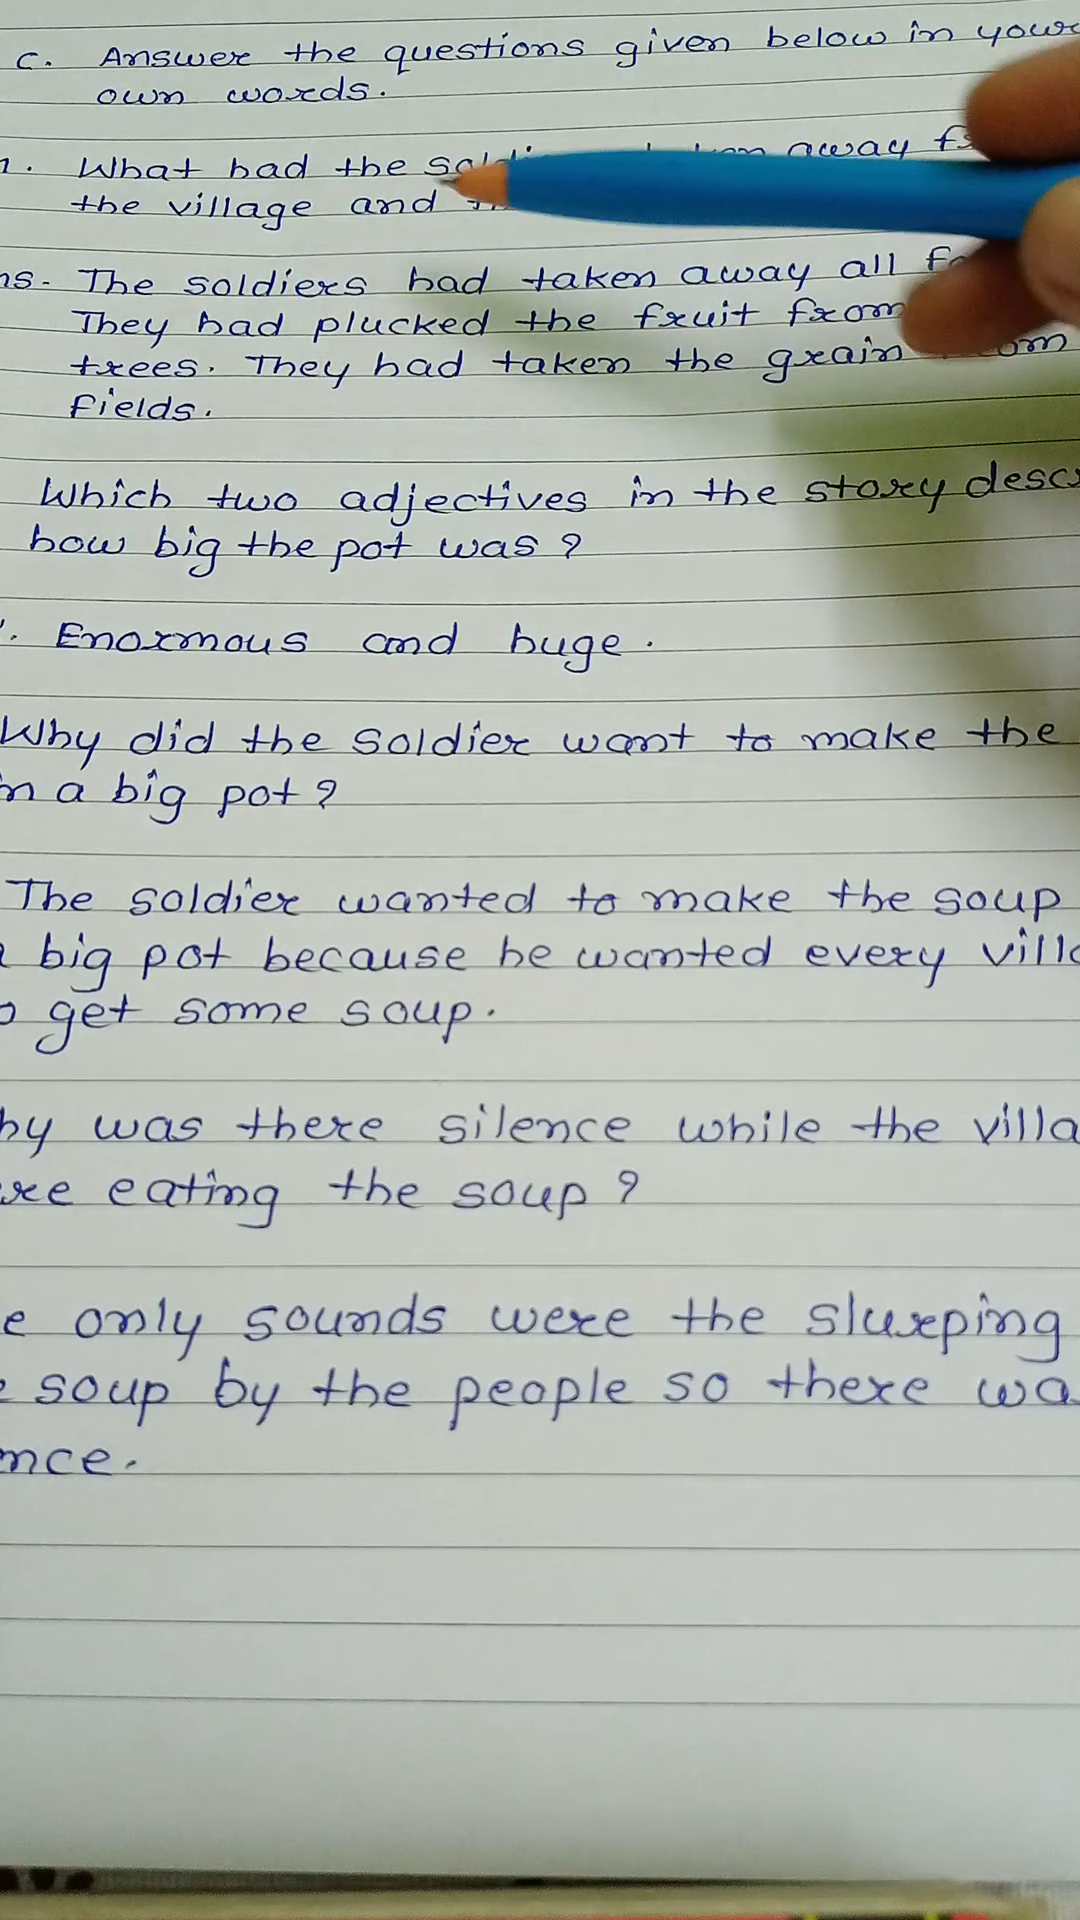 C. Answer the questions given below in your
own words.
1. What had the away
the village and
ns. The soldiers had taken away all
They had plucked the fruit from
trees. They had taken the grain from
fields.
Which two adjectives in the story
how big the pot was?
. Enormous and huge.
Why did the soldier want to make the
in a big pot?
The soldier wanted to make the soup
big pot because he wanted every
get some soup.
was there silence while the
eating the soup?
only sounds were the slurping
soup by the people so there